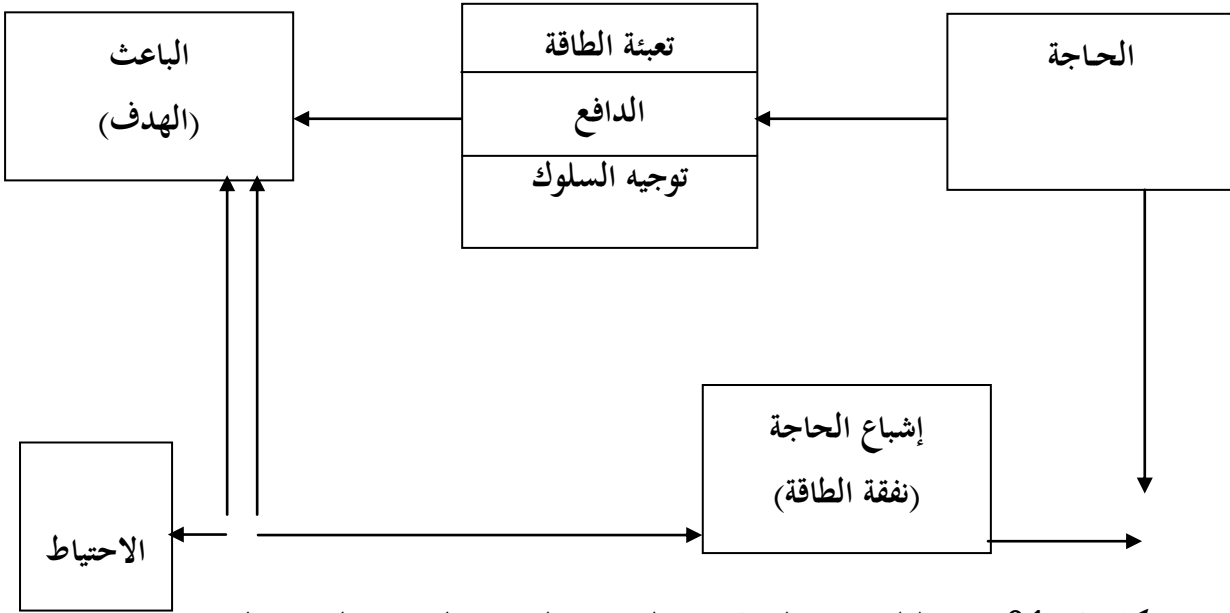 الحاجة
تعبئة الطاقة
الدافع
توجيه السلوك
الباعث
(الهدف)
إشباع الحاجة
(نفقة الطاقة)
الاحتياط